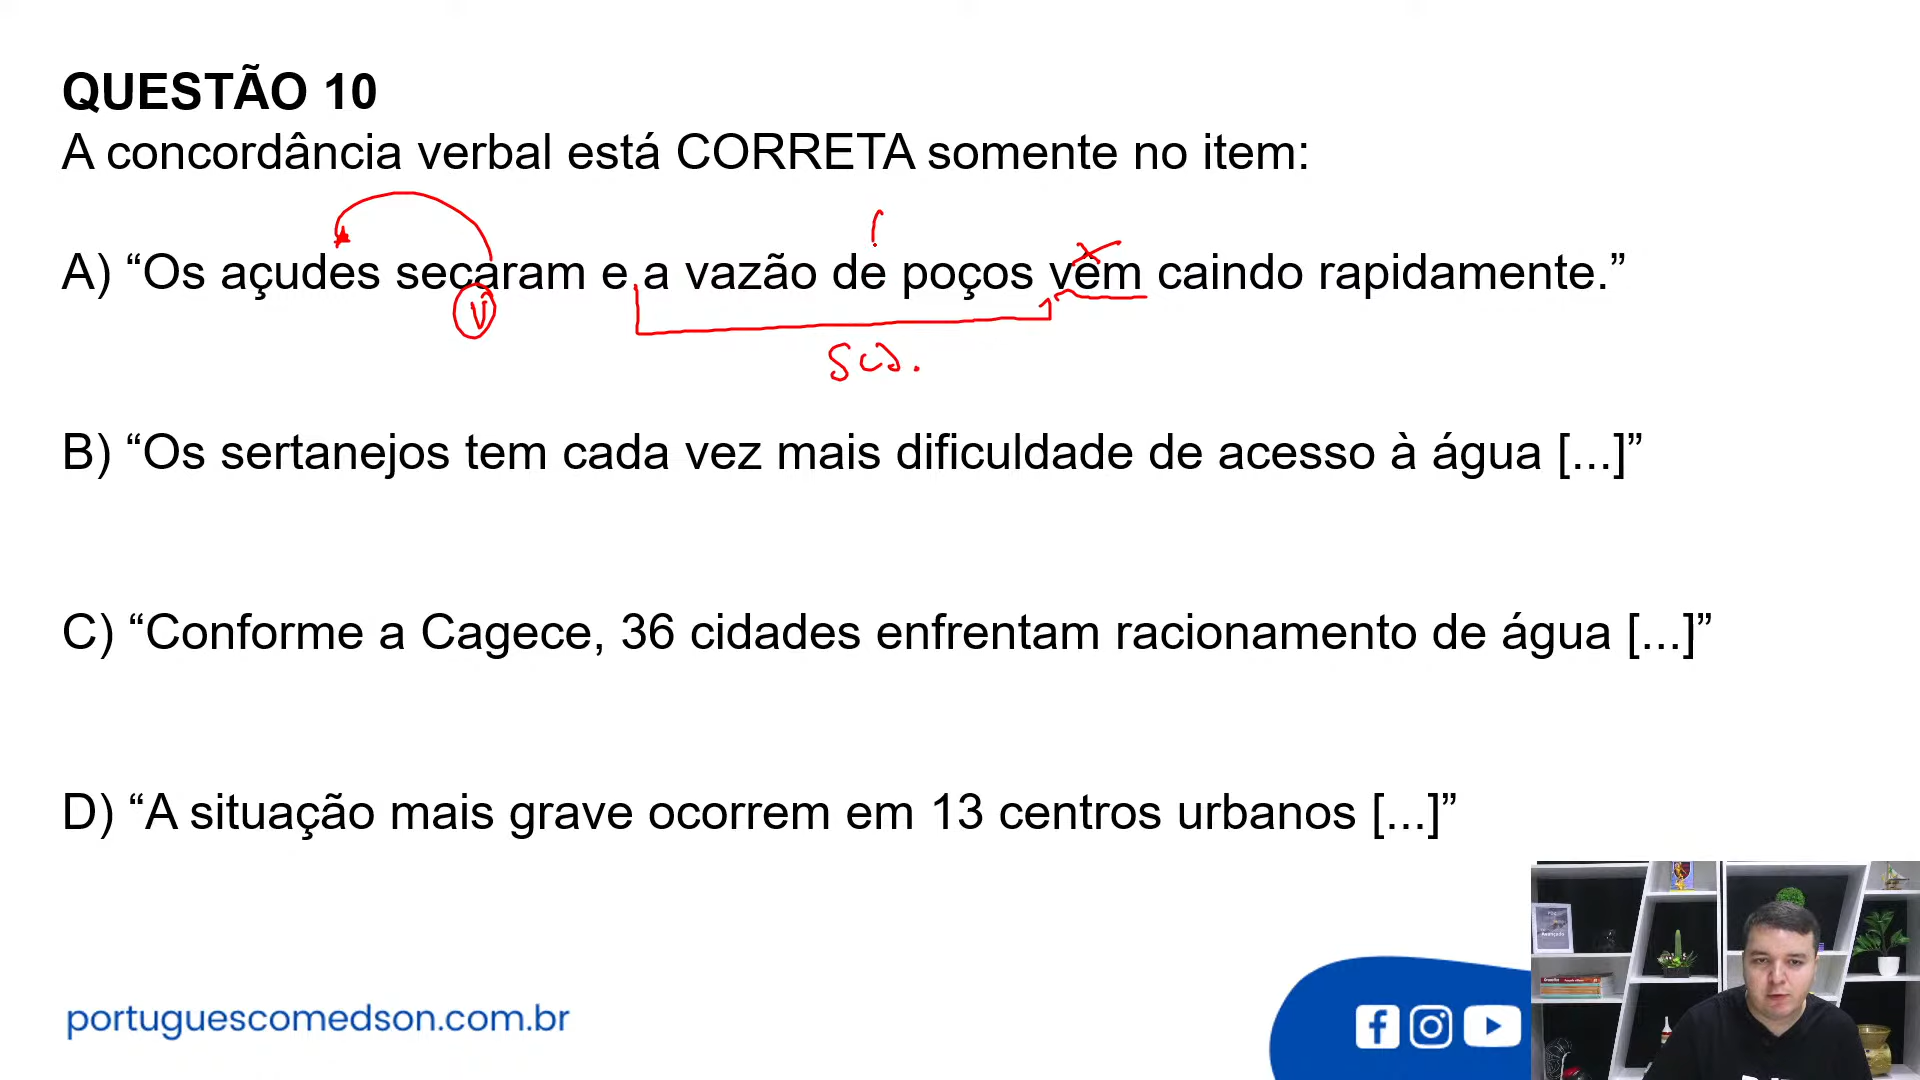 QUESTÃO 10
A concordância verbal está CORRETA somente no item:
A) “Os açudes secaram e a vazão de poços vêm caindo rapidamente.”
V
B) “Os sertanejos tem cada vez mais dificuldade de acesso à água [...]”
C) “Conforme a Cagece, 36 cidades enfrentam racionamento de água [...]”
D) “A situação mais grave ocorrem em 13 centros urbanos [...]”
portuguescomedson.com.br